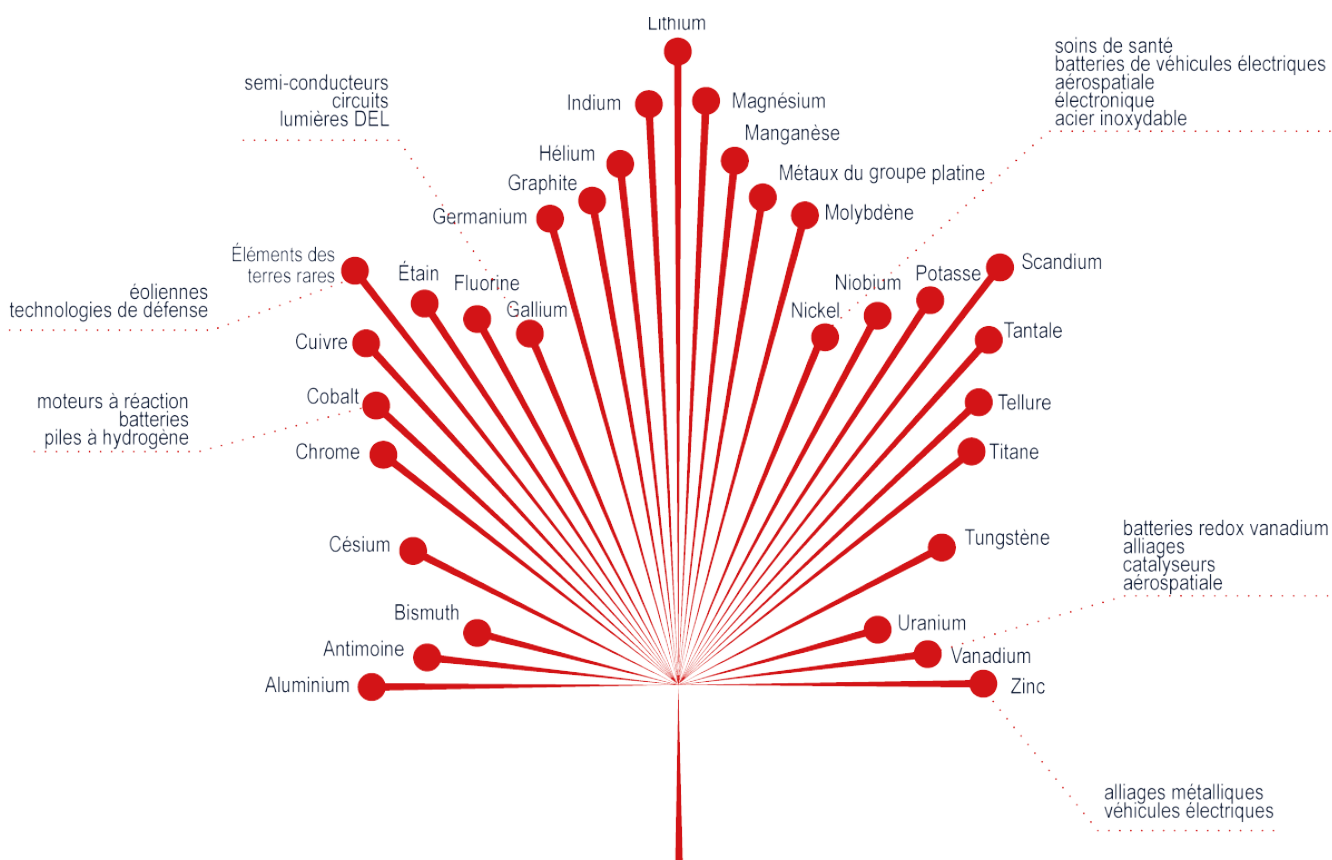 Lithium
soins de santé
batteries de véhicules électriques
aérospatiale
électronique
acier inoxydable
semi-conducteurs
circuits
lumières DEL
Indium
Magnésium
Manganèse
Hélium
Métaux du groupe platine
Graphite
Germanium
Molybdène
Éléments des
terres rares
Étain
Fluorine
Gallium
Nickel
Niobium
Potasse
Scandium
éoliennes
technologies de défense
Cuivre
Tantale
Cobalt
Tellure
moteurs à réaction
batteries
piles à hydrogène
Chrome
Titane
Césium
Tungstène
batteries redox vanadium
alliages
catalyseurs
aérospatiale
Bismuth
Uranium
Antimoine
Vanadium
Aluminium
Zinc
alliages métalliques
véhicules électriques